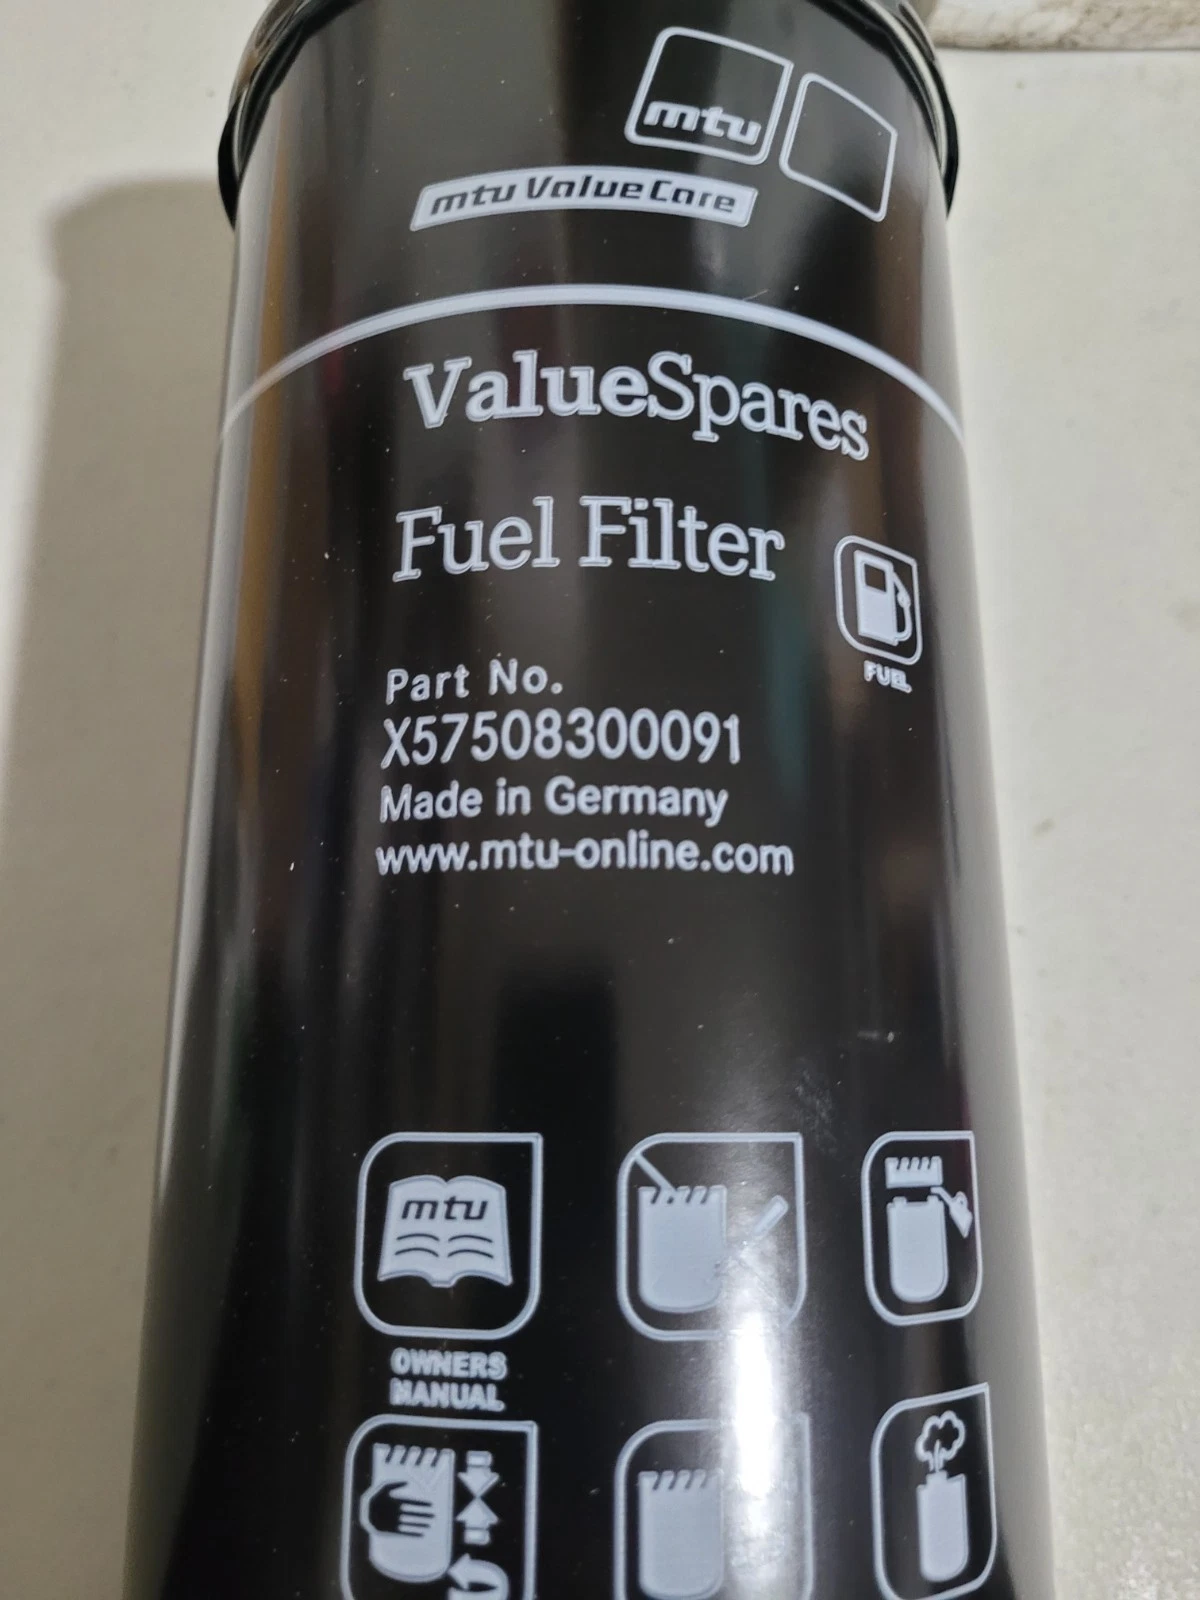 mtu
mtu ValueCare
ValueSpares
Fuel Filter
FUEL
Part No.
X57508300091
Made in Germany
www.mtu-online.com
mtu
OWNERS
MANUAL